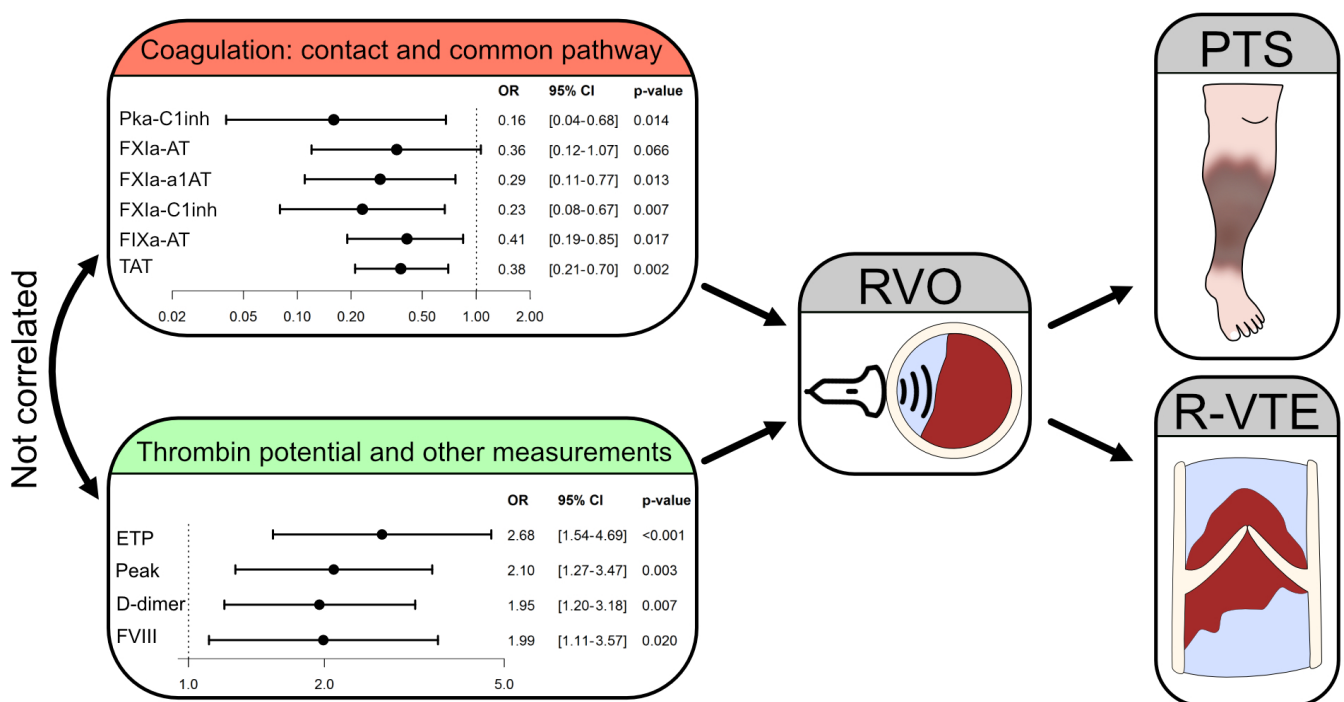 Coagulation: contact and common pathway
OR 95% CI p-value
Pka-C1inh 0.16 [0.04-0.68] 0.014
FXIa-AT 0.36 [0.12-1.07] 0.066
FXIa-a1AT 0.29 [0.11-0.77] 0.013
FXIa-C1inh 0.23 [0.08-0.67] 0.007
FIXa-AT 0.41 [0.19-0.85] 0.017
TAT 0.38 [0.21-0.70] 0.002
0.02 0.05 0.10 0.20 0.50 1.00 2.00
Not correlated
Thrombin potential and other measurements
OR 95% CI p-value
ETP 2.68 [1.54-4.69] <0.001
Peak 2.10 [1.27-3.47] 0.003
D-dimer 1.95 [1.20-3.18] 0.007
FVIII 1.99 [1.11-3.57] 0.020
1.0 2.0 5.0
RVO
PTS
R-VTE